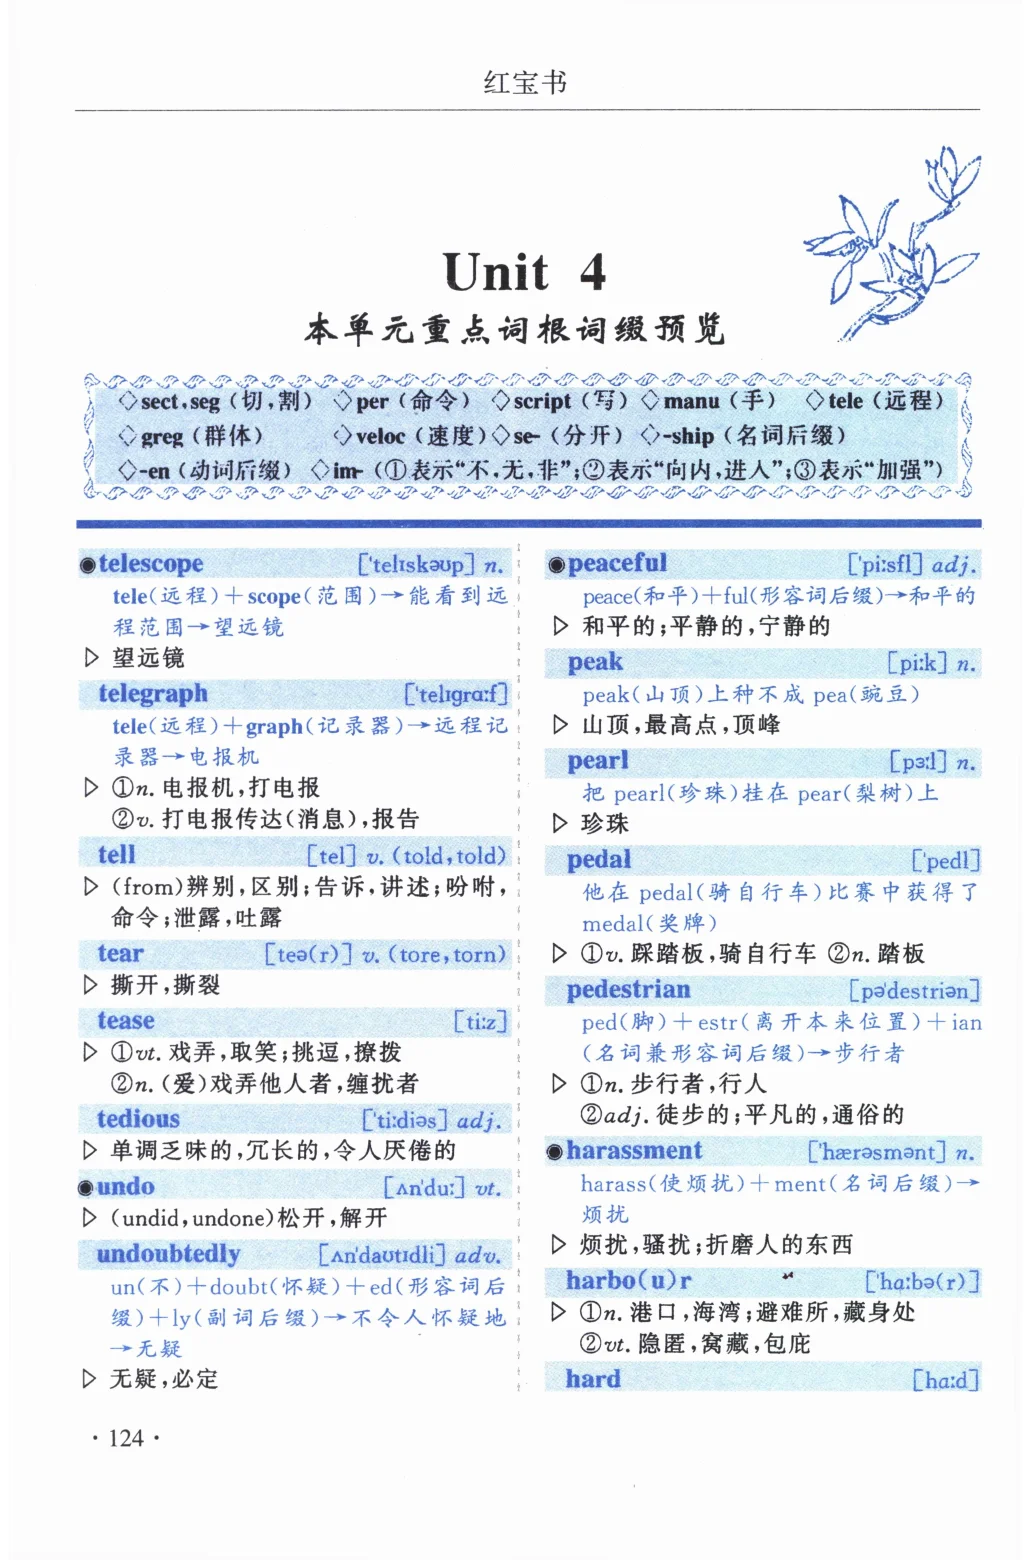 红宝书
Unit 4
本单元重点词根词缀预览
◇sect,seg(切,割) ◇per(命令) ◇script(写) ◇manu(手) ◇tele(远程)
◇greg(群体) ◇veloc(速度) ◇se-(分开) ◇-ship(名词后缀)
◇-en(动词后缀) ◇im-(①表示“不,无,非”;②表示“向内,进人”;③表示“加强”)
◉telescope ['telɪskəʊp] n.
tele(远程)+scope(范围)→能看到远
程范围→望远镜
▷ 望远镜
telegraph ['telɪgrɑːf]
tele(远程)+graph(记录器)→远程记
录器→电报机
▷ ①n. 电报机,打电报
②v. 打电报传达(消息),报告
tell [tel] v. (told,told)
▷ (from)辨别,区别;告诉,讲述;吩咐,
命令;泄露,吐露
tear [teə(r)] v. (tore,torn)
▷ 撕开,撕裂
tease [tiːz]
▷ ①vt. 戏弄,取笑;挑逗,撩拨
②n. (爱)戏弄他人者,缠扰者
tedious ['tiːdiəs] adj.
▷ 单调乏味的,冗长的,令人厌倦的
◉undo [ʌn'duː] vt.
▷ (undid,undone)松开,解开
undoubtedly [ʌn'daʊtɪdli] adv.
un(不)+doubt(怀疑)+ed(形容词后
缀)+ly(副词后缀)→不令人怀疑地
→无疑
▷ 无疑,必定
◉peaceful ['piːsfl] adj.
peace(和平)+ful(形容词后缀)→和平的
▷ 和平的;平静的,宁静的
peak [piːk] n.
peak(山顶)上种不成 pea(豌豆)
▷ 山顶,最高点,顶峰
pearl [pɜːl] n.
把 pearl(珍珠)挂在 pear(梨树)上
▷ 珍珠
pedal ['pedl]
他在 pedal(骑自行车)比赛中获得了
medal(奖牌)
▷ ①v. 踩踏板,骑自行车 ②n. 踏板
pedestrian [pə'destriən]
ped(脚)+estr(离开本来位置)+ian
(名词兼形容词后缀)→步行者
▷ ①n. 步行者,行人
②adj. 徒步的;平凡的,通俗的
◉harassment ['hærəsmənt] n.
harass(使烦扰)+ment(名词后缀)→
烦扰
▷ 烦扰,骚扰;折磨人的东西
harbo(u)r ['hɑːbə(r)]
▷ ①n. 港口,海湾;避难所,藏身处
②vt. 隐匿,窝藏,包庇
hard [hɑːd]
· 124 ·